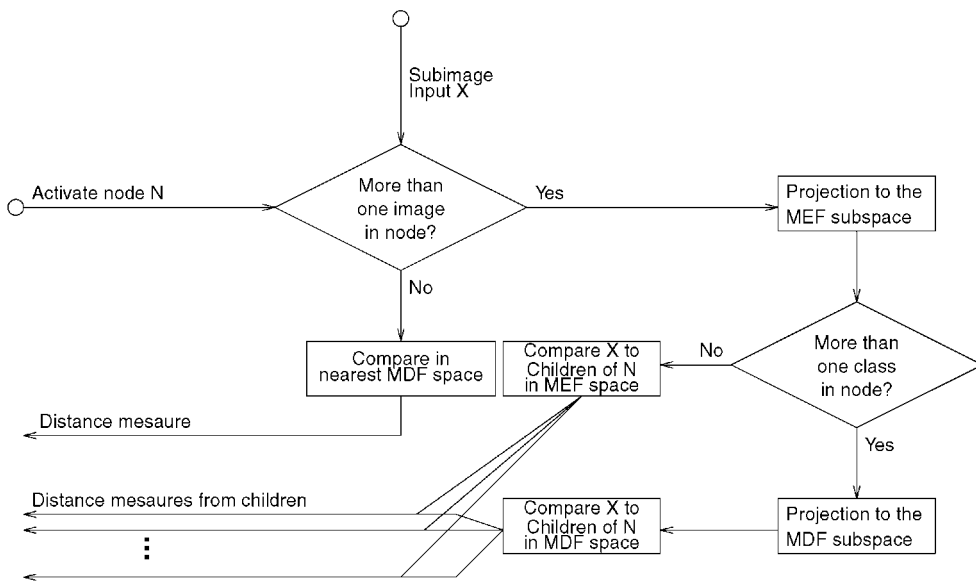 Subimage
Input X
Activate node N
More than
one image
in node?
Yes
Projection to the
MEF subspace
No
Compare in
nearest MDF space
Compare X to
Children of N
in MEF space
No
More than
one class
in node?
Distance mesaure
Yes
Distance mesaures from children
Compare X to
Children of N
in MDF space
Projection to the
MDF subspace